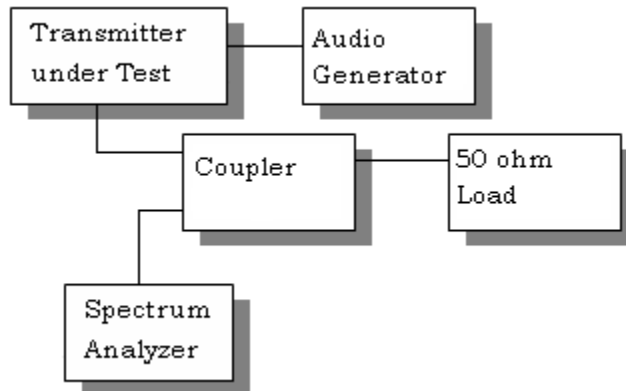 Transmitter
under Test
Audio
Generator
Coupler
50 ohm
Load
Spectrum
Analyzer